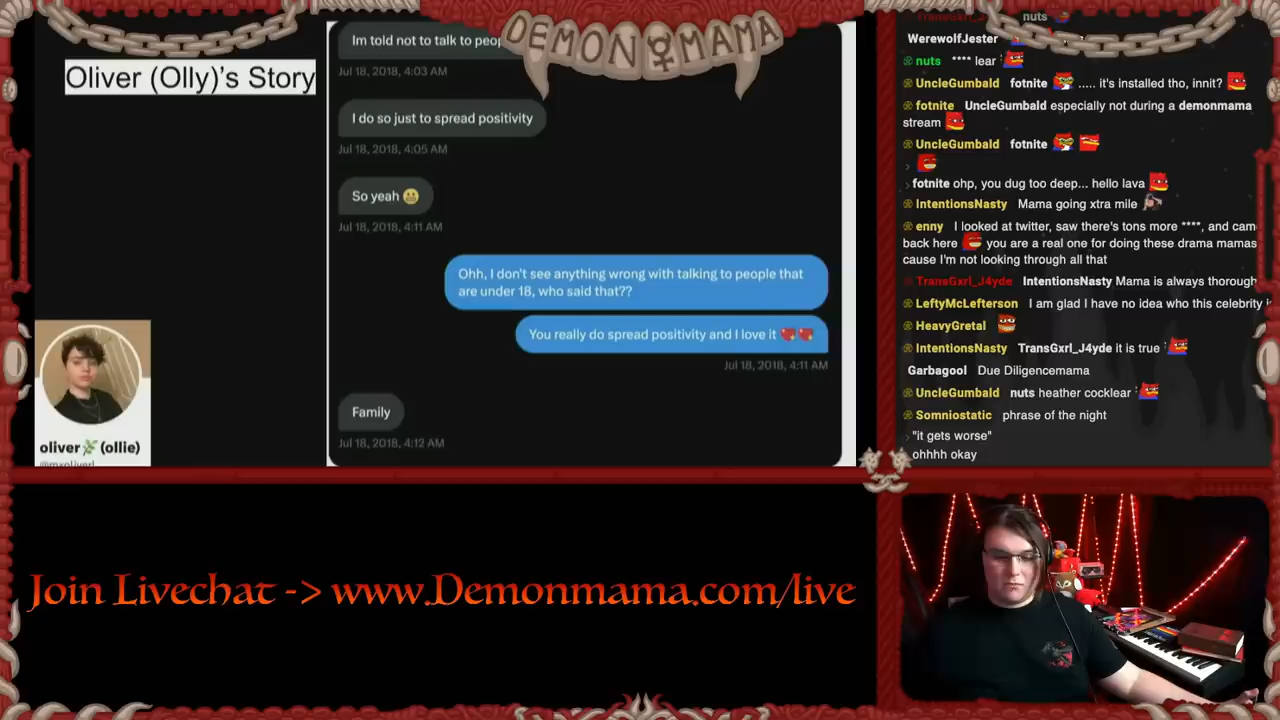 DEMON MAMA
Oliver (Olly)'s Story
Im told not to talk to
Jul 18, 2018, 4:03 AM
I do so just to spread positivity
Jul 18, 2018, 4:05 AM
So yeah 😬
Jul 18, 2018, 4:11 AM
Ohh, I don't see anything wrong with talking to people that
are under 18, who said that??
You really do spread positivity and I love it 💖💖
Jul 18, 2018, 4:11 AM
Family
Jul 18, 2018, 4:12 AM
oliver🌿(ollie)
nuts
WerewolfJester
nuts **** lear
UncleGumbald fotnite ..... it's installed tho, innit?
fotnite UncleGumbald especially not during a demonmama
stream
UncleGumbald fotnite
fotnite ohp, you dug too deep... hello lava
IntentionsNasty Mama going xtra mile
enny I looked at twitter, saw there's tons more ****, and cam
back here you are a real one for doing these drama mamas
cause I'm not looking through all that
TransGxrl_J4yde IntentionsNasty Mama is always thorough
LeftyMcLefterson I am glad I have no idea who this celebrity
HeavyGretal
IntentionsNasty TransGxrl_J4yde it is true
Garbagool Due Diligencemama
UncleGumbald nuts heather cocklear
Somniostatic phrase of the night
"it gets worse"
ohhhh okay
Join Livechat -> www.Demonmama.com/live